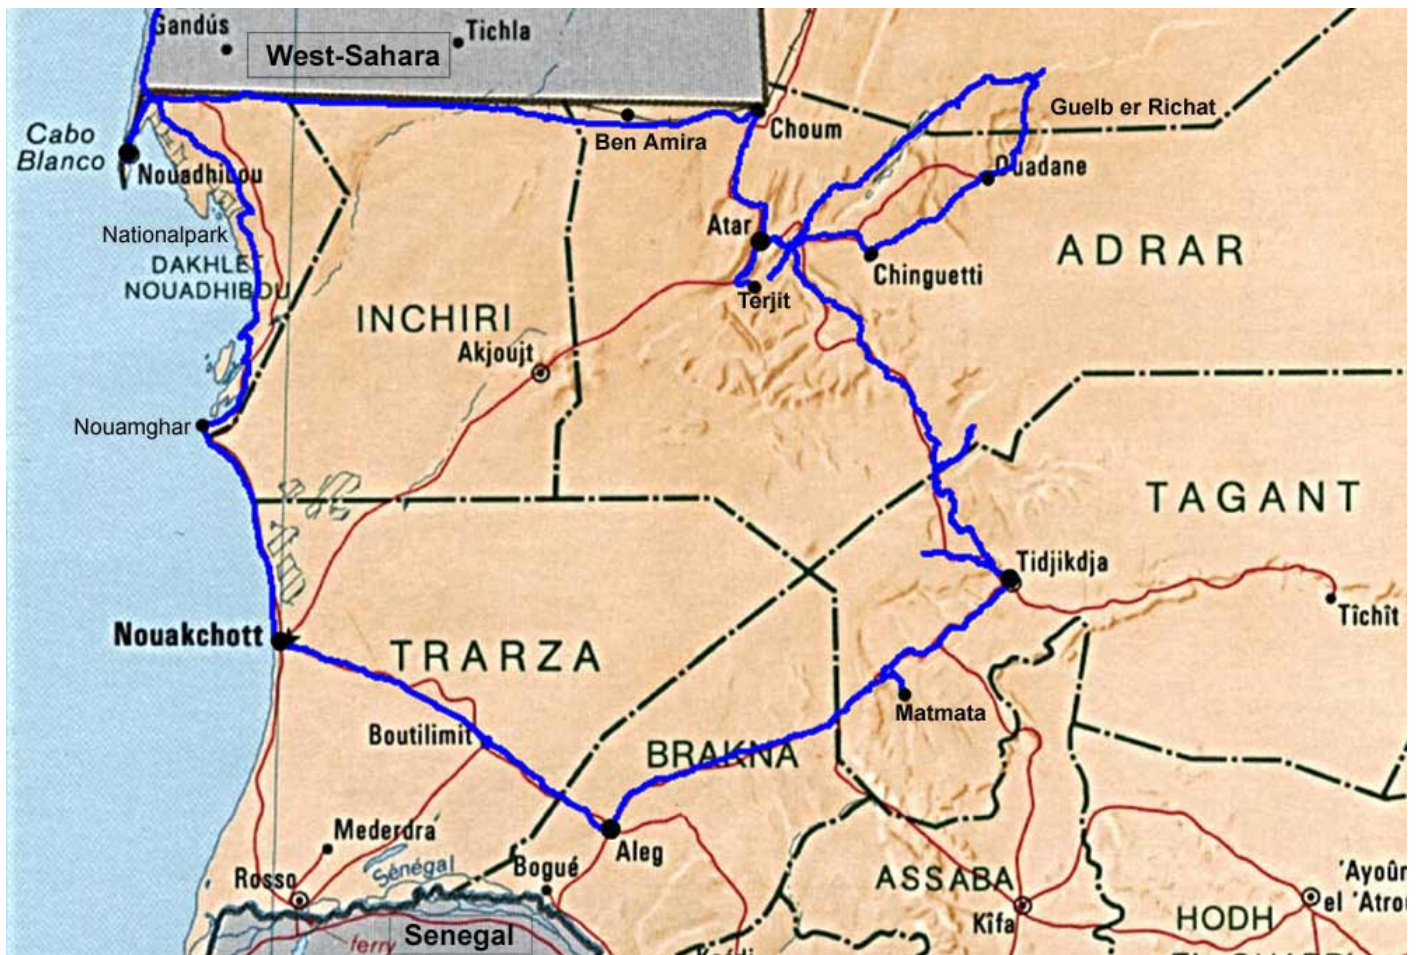 Gandús
Tichla
West-Sahara
Cabo
Blanco
Nouadhibou
Ben Amira
Choum
Guelb er Richat
Ouadane
Nationalpark
DAKHLET
NOUADHIBOU
Atar
Chinguetti
Terjit
ADRAR
INCHIRI
Akjoujt
Nouamghar
TAGANT
Tidjikdja
Tîchît
Nouakchott
TRARZA
Matmata
Boutilimit
BRAKNA
Mederdra
Aleg
Sénégal
Bogué
Rosso
ASSABA
Kîfa
'Ayoûn
el 'Atroû
HODH
ferry
Senegal